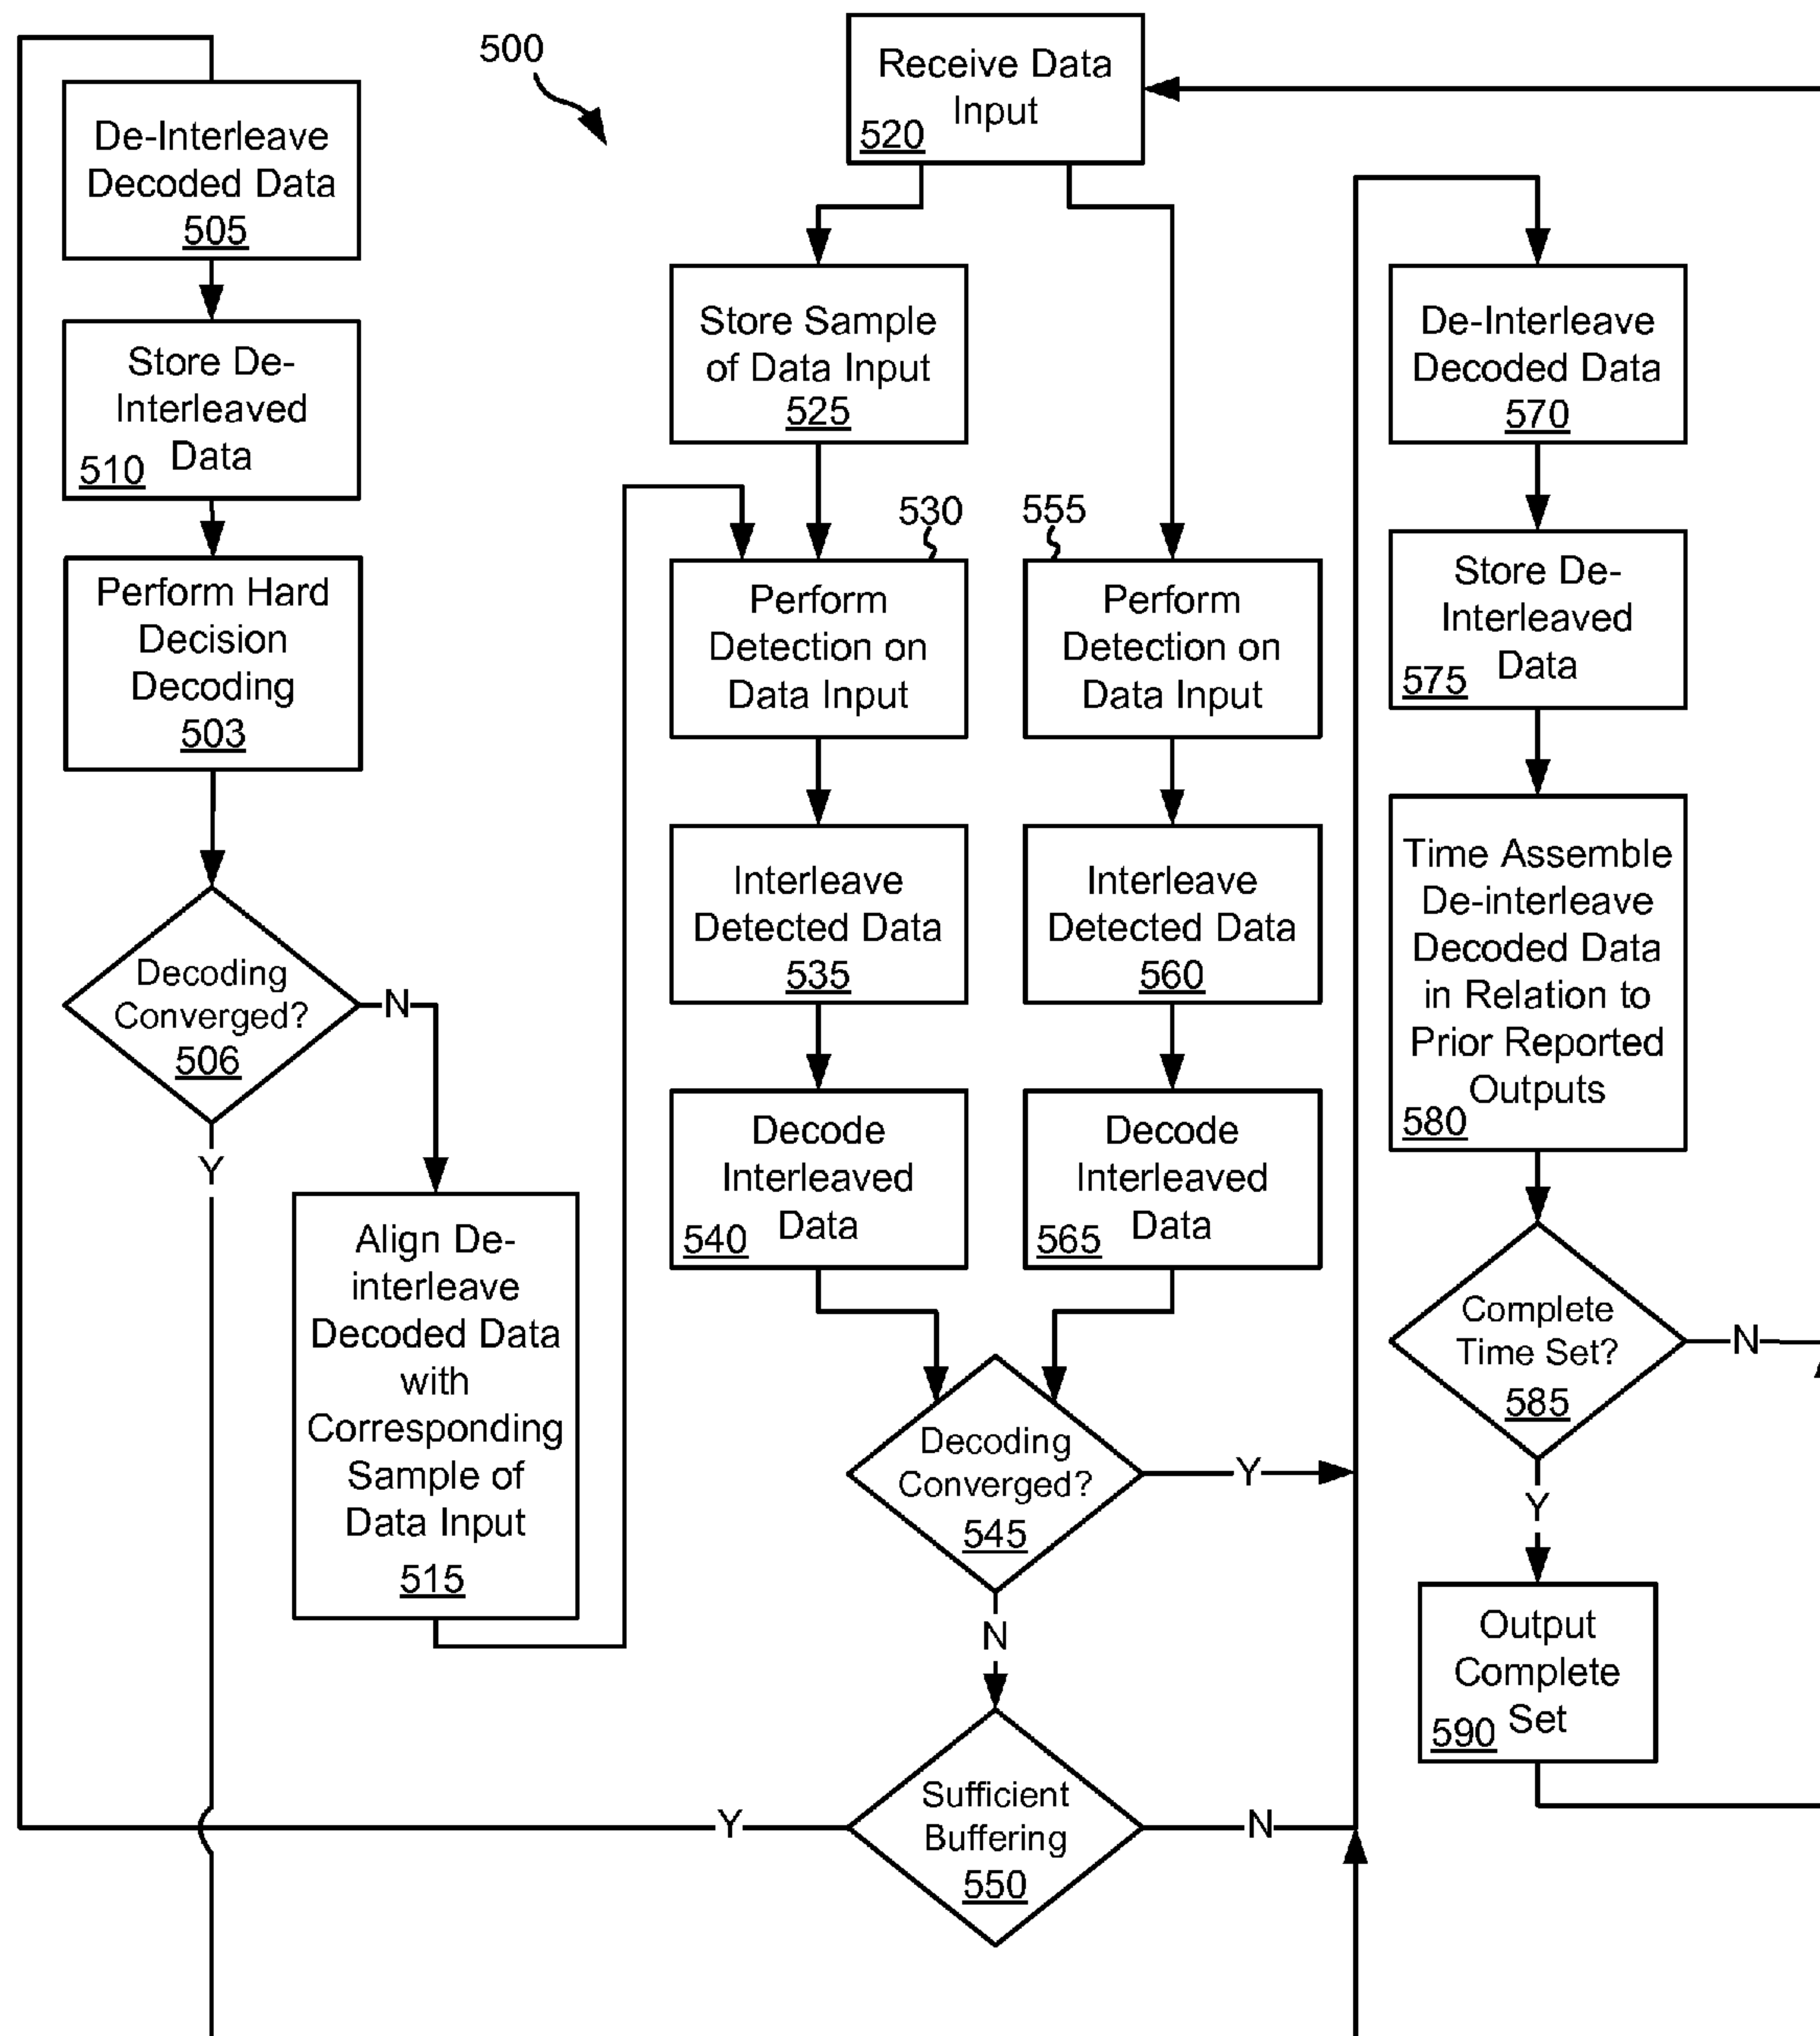 500
De-Interleave
Decoded Data
505
Store De-
Interleaved
Data
510
Perform Hard
Decision
Decoding
503
Decoding
Converged?
506
N
Y
Align De-
interleave
Decoded Data
with
Corresponding
Sample of
Data Input
515
Receive Data
Input
520
Store Sample
of Data Input
525
530
Perform
Detection on
Data Input
Interleave
Detected Data
535
Decode
Interleaved
Data
540
555
Perform
Detection on
Data Input
Interleave
Detected Data
560
Decode
Interleaved
Data
565
Decoding
Converged?
545
Y
N
Sufficient
Buffering
550
Y
N
De-Interleave
Decoded Data
570
Store De-
Interleaved
Data
575
Time Assemble
De-interleave
Decoded Data
in Relation to
Prior Reported
Outputs
580
Complete
Time Set?
585
N
Y
Output
Complete
Set
590